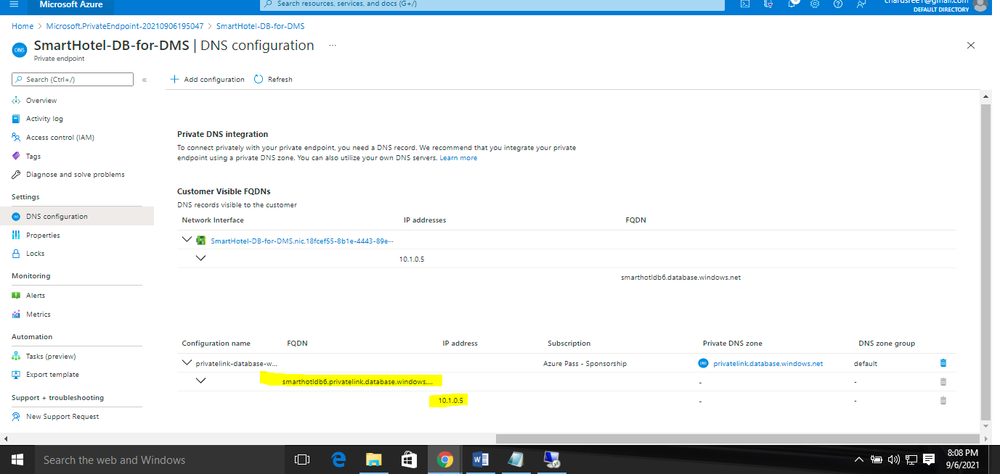 Microsoft Azure
Search resources, services, and docs (G+/)
DEFAULT DIRECTORY
Home > Microsoft.PrivateEndpoint-20210906195047 > SmartHotel-DB-for-DMS
DNS
SmartHotel-DB-for-DMS | DNS configuration ...
Private endpoint
Search (Ctrl+/)
«
Add configuration
Refresh
Overview
Activity log
Access control (IAM)
Tags
Diagnose and solve problems
Settings
DNS configuration
Properties
Locks
Monitoring
Alerts
Metrics
Automation
Tasks (preview)
Export template
Support + troubleshooting
New Support Request
Private DNS integration
To connect privately with your private endpoint, you need a DNS record. We recommend that you integrate your private
endpoint using a private DNS zone. You can also utilize your own DNS servers. Learn more
Customer Visible FQDNs
DNS records visible to the customer
Network Interface IP addresses FQDN
SmartHotel-DB-for-DMS.nic.18fcef55-8b1e-4443-89e...
10.1.0.5
smarthotldb6.database.windows.net
Configuration name FQDN IP address Subscription Private DNS zone DNS zone group
privatelink-database-w... Azure Pass - Sponsorship privatelink.database.windows.net default
smarthotldb6.privatelink.database.windows.... - -
10.1.0.5 - -
Search the web and Windows
8:08 PM
9/6/2021